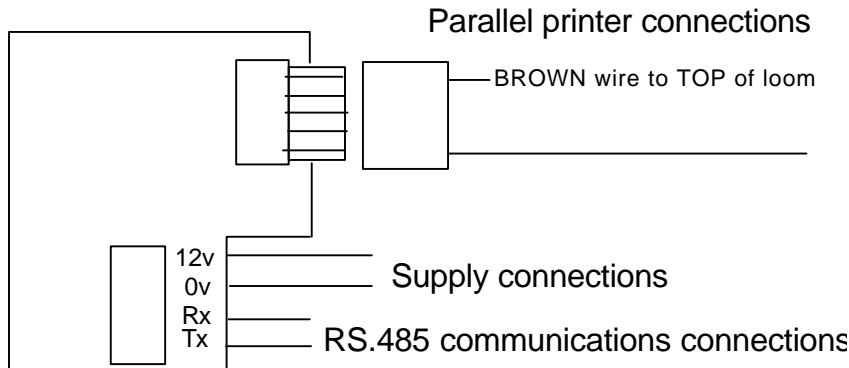 Parallel printer connections
BROWN wire to TOP of loom
12v
0v
Supply connections
Rx
Tx
RS.485 communications connections